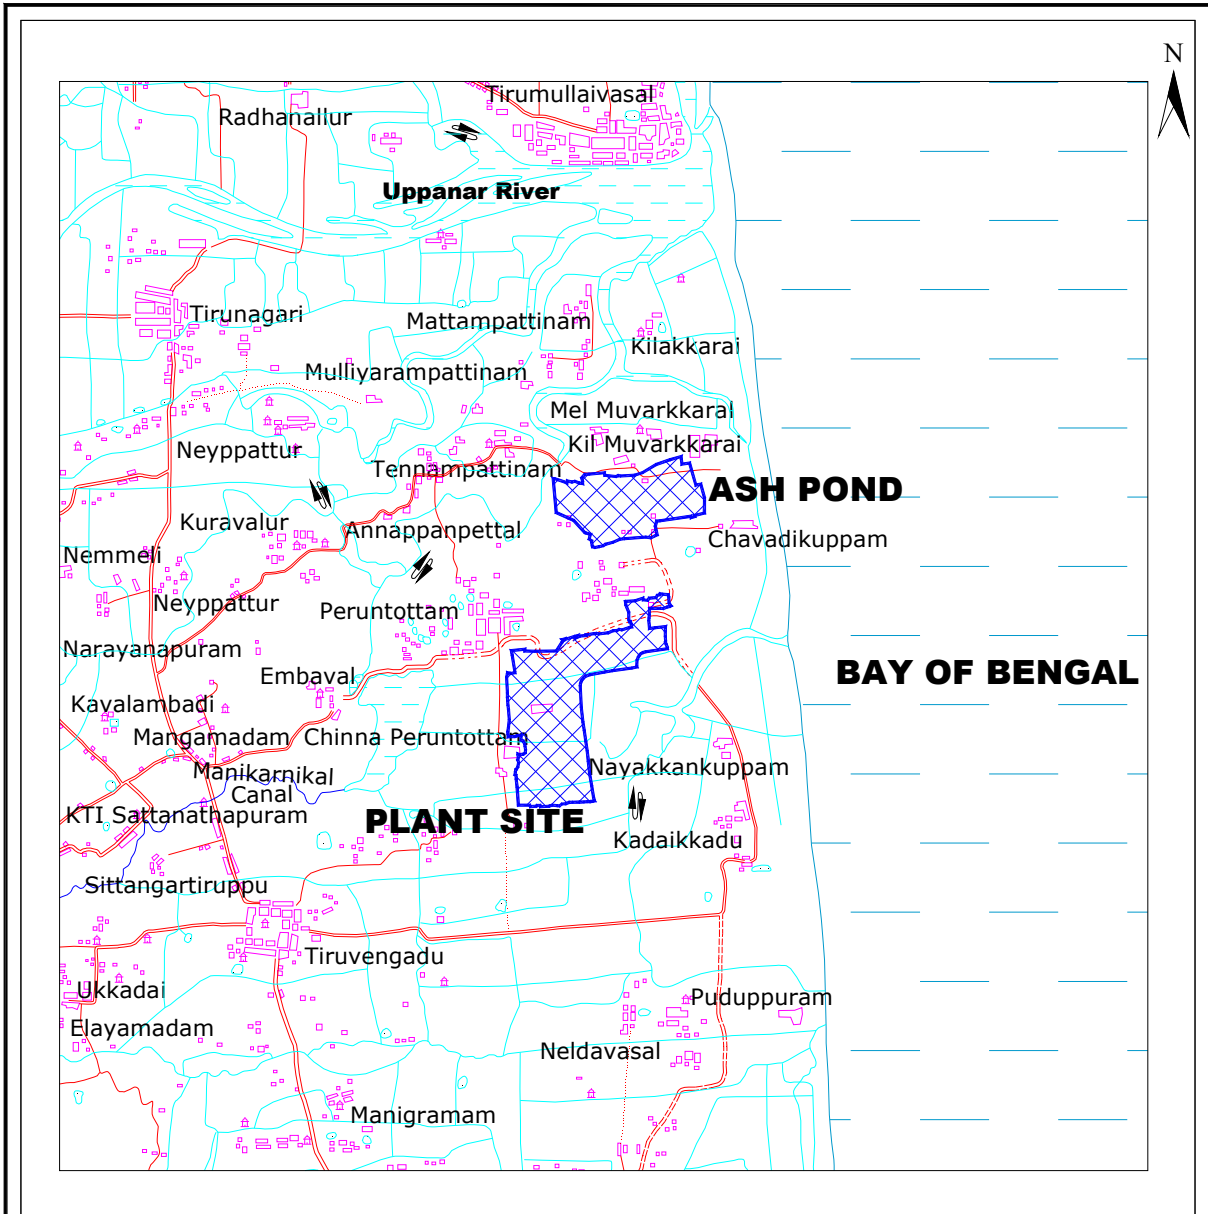 N
Tirumullaivasal
Radhanallur
Uppanar River
Tirunagari
Mattampattinam
Kiiakkarai
Mulliyarampattinam
Mel Muvarkkaral
Kil Muvarkkarai
Neyppattur
Tennampattinam
ASH POND
Kuravalur
Annappanpettal
Chavadikuppam
Nemmeli
Neyppattur
Peruntottam
Narayanapuram
Embaval
BAY OF BENGAL
Kavalambadi
Mangamadam
Chinna Peruntottam
Manikarnikal
Canal
Nayakkankuppam
KTI Sattanathapuram
PLANT SITE
Kadaikkadu
Sittangartiruppu
Tiruvengadu
Ukkadai
Puduppuram
Elayamadam
Neldavasal
Manigramam